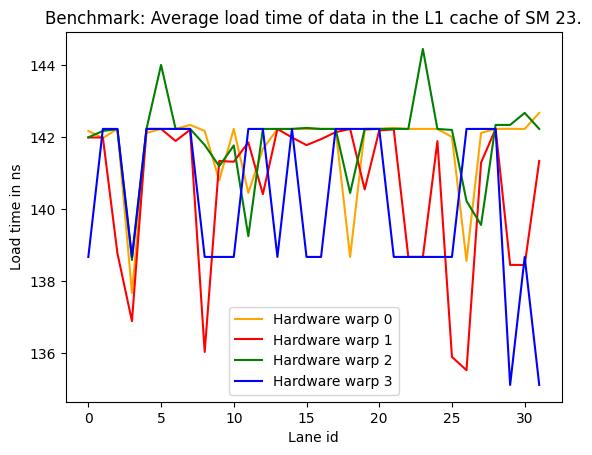 Benchmark: Average load time of data in the L1 cache of SM 23.
144
142
140
138
136
Load time in ns
Hardware warp 0
Hardware warp 1
Hardware warp 2
Hardware warp 3
0 5 10 15 20 25 30
Lane id